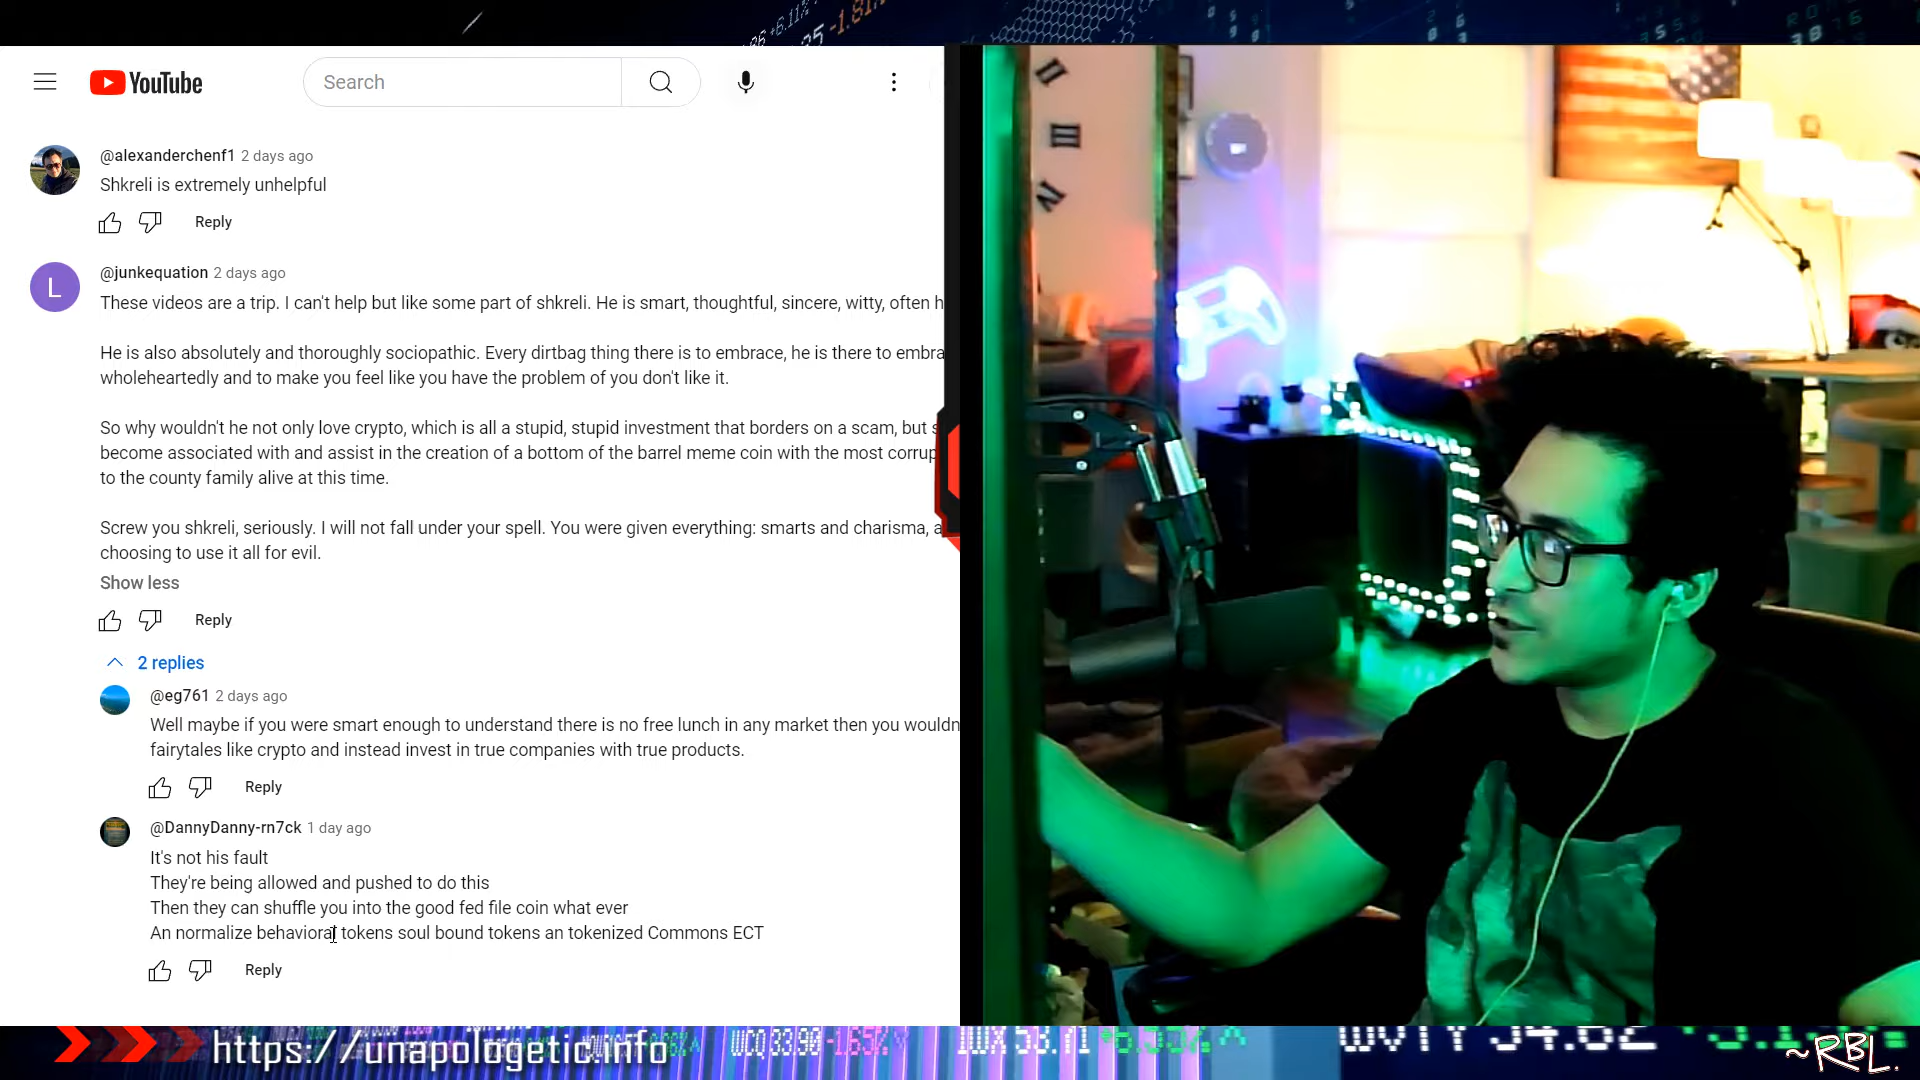 YouTube
Search
@alexanderchenf1 2 days ago
Shkreli is extremely unhelpful
Reply
L
@junkequation 2 days ago
These videos are a trip. I can't help but like some part of shkreli. He is smart, thoughtful, sincere, witty, often h
He is also absolutely and thoroughly sociopathic. Every dirtbag thing there is to embrace, he is there to embra
wholeheartedly and to make you feel like you have the problem of you don't like it.
So why wouldn't he not only love crypto, which is all a stupid, stupid investment that borders on a scam, but s
become associated with and assist in the creation of a bottom of the barrel meme coin with the most corrup
to the county family alive at this time.
Screw you shkreli, seriously. I will not fall under your spell. You were given everything: smarts and charisma, a
choosing to use it all for evil.
Show less
Reply
2 replies
@eg761 2 days ago
Well maybe if you were smart enough to understand there is no free lunch in any market then you wouldn
fairytales like crypto and instead invest in true companies with true products.
Reply
@DannyDanny-rn7ck 1 day ago
It's not his fault
They're being allowed and pushed to do this
Then they can shuffle you into the good fed file coin what ever
An normalize behavioral tokens soul bound tokens an tokenized Commons ECT
Reply
https://unapologetic.info
~RBL.